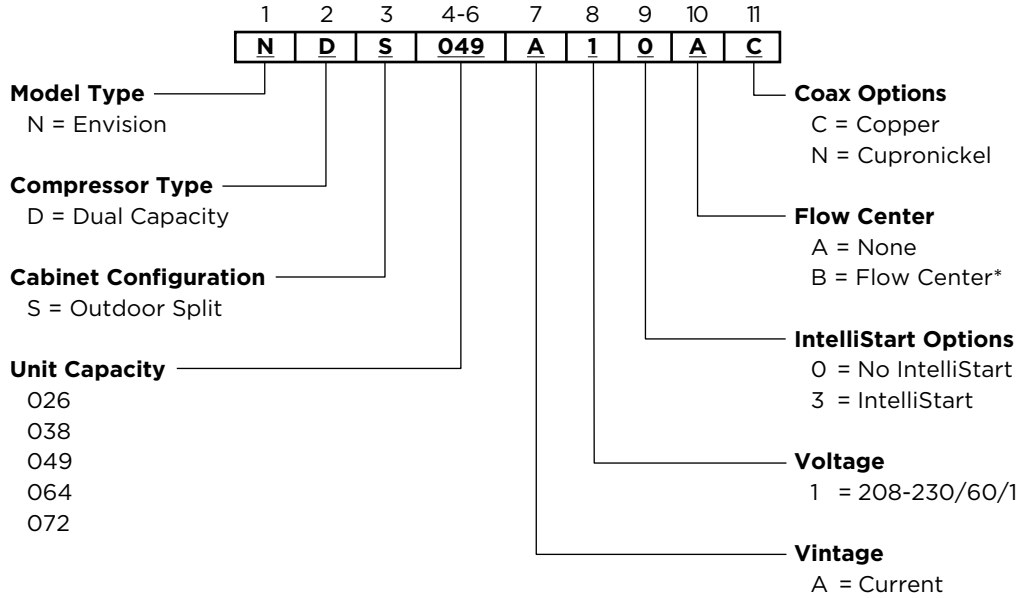 1 2 3 4-6 7 8 9 10 11
N D S 049 A 1 0 A C
Model Type
N = Envision
Compressor Type
D = Dual Capacity
Cabinet Configuration
S = Outdoor Split
Unit Capacity
026
038
049
064
072
Coax Options
C = Copper
N = Cupronickel
Flow Center
A = None
B = Flow Center*
IntelliStart Options
0 = No IntelliStart
3 = IntelliStart
Voltage
1 = 208-230/60/1
Vintage
A = Current